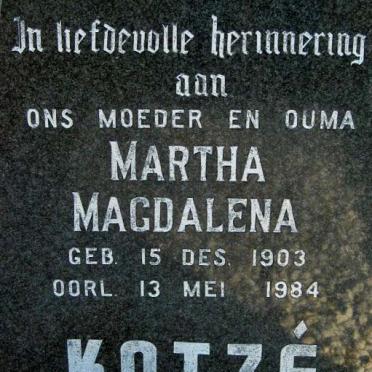 In liefdevolle herinnering
aan
ONS MOEDER EN OUMA
MARTHA
MAGDALENA
GEB. 15 DES. 1903
OORL. 13 MEI 1984
KOTZÉ